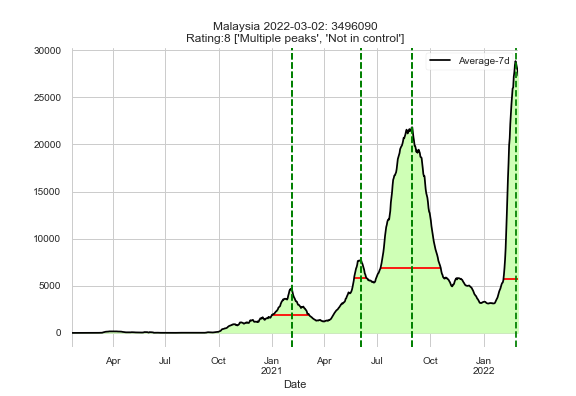 Malaysia 2022-03-02: 3496090
Rating:8 ['Multiple peaks', 'Not in control']
Average-7d
30000
25000
20000
15000
10000
5000
0
Apr Jul Oct Jan Apr Jul Oct Jan
2021 2022
Date